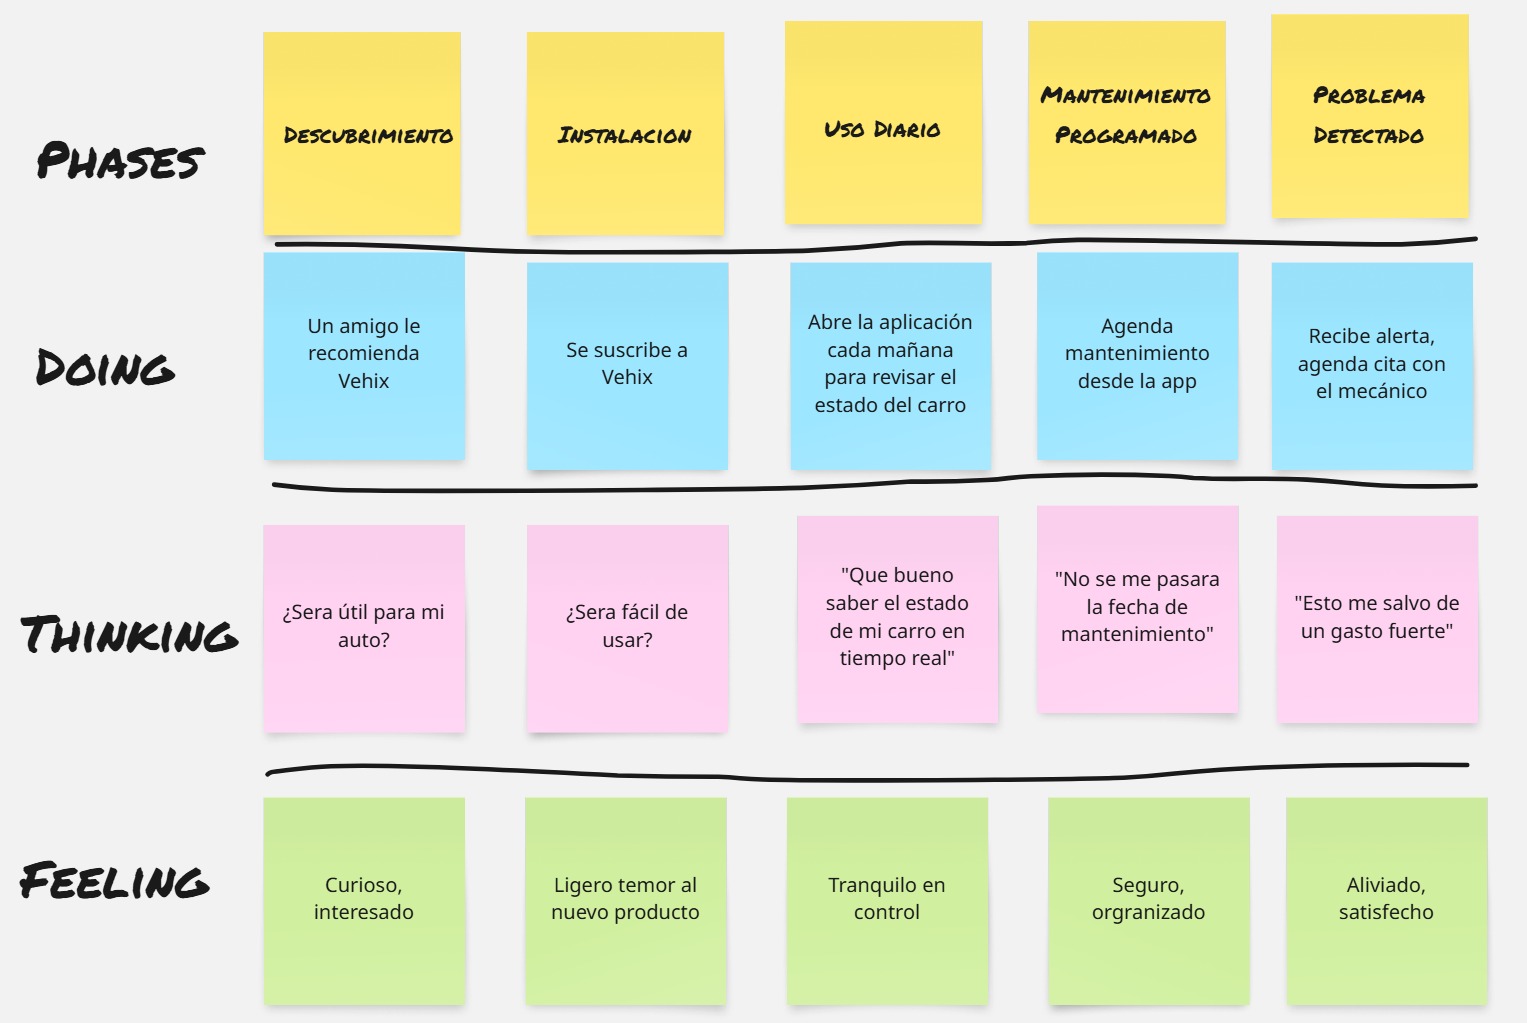 Phases
Descubrimiento
Instalacion
Uso Diario
Mantenimiento
Programado
Problema
Detectado
Doing
Un amigo le
recomienda
Vehix
Se suscribe a
Vehix
Abre la aplicación
cada mañana
para revisar el
estado del carro
Agenda
mantenimiento
desde la app
Recibe alerta,
agenda cita con
el mecánico
Thinking
¿Sera útil para mi
auto?
¿Sera fácil de
usar?
"Que bueno
saber el estado
de mi carro en
tiempo real"
"No se me pasara
la fecha de
mantenimiento"
"Esto me salvo de
un gasto fuerte"
Feeling
Curioso,
interesado
Ligero temor al
nuevo producto
Tranquilo en
control
Seguro,
orgranizado
Aliviado,
satisfecho